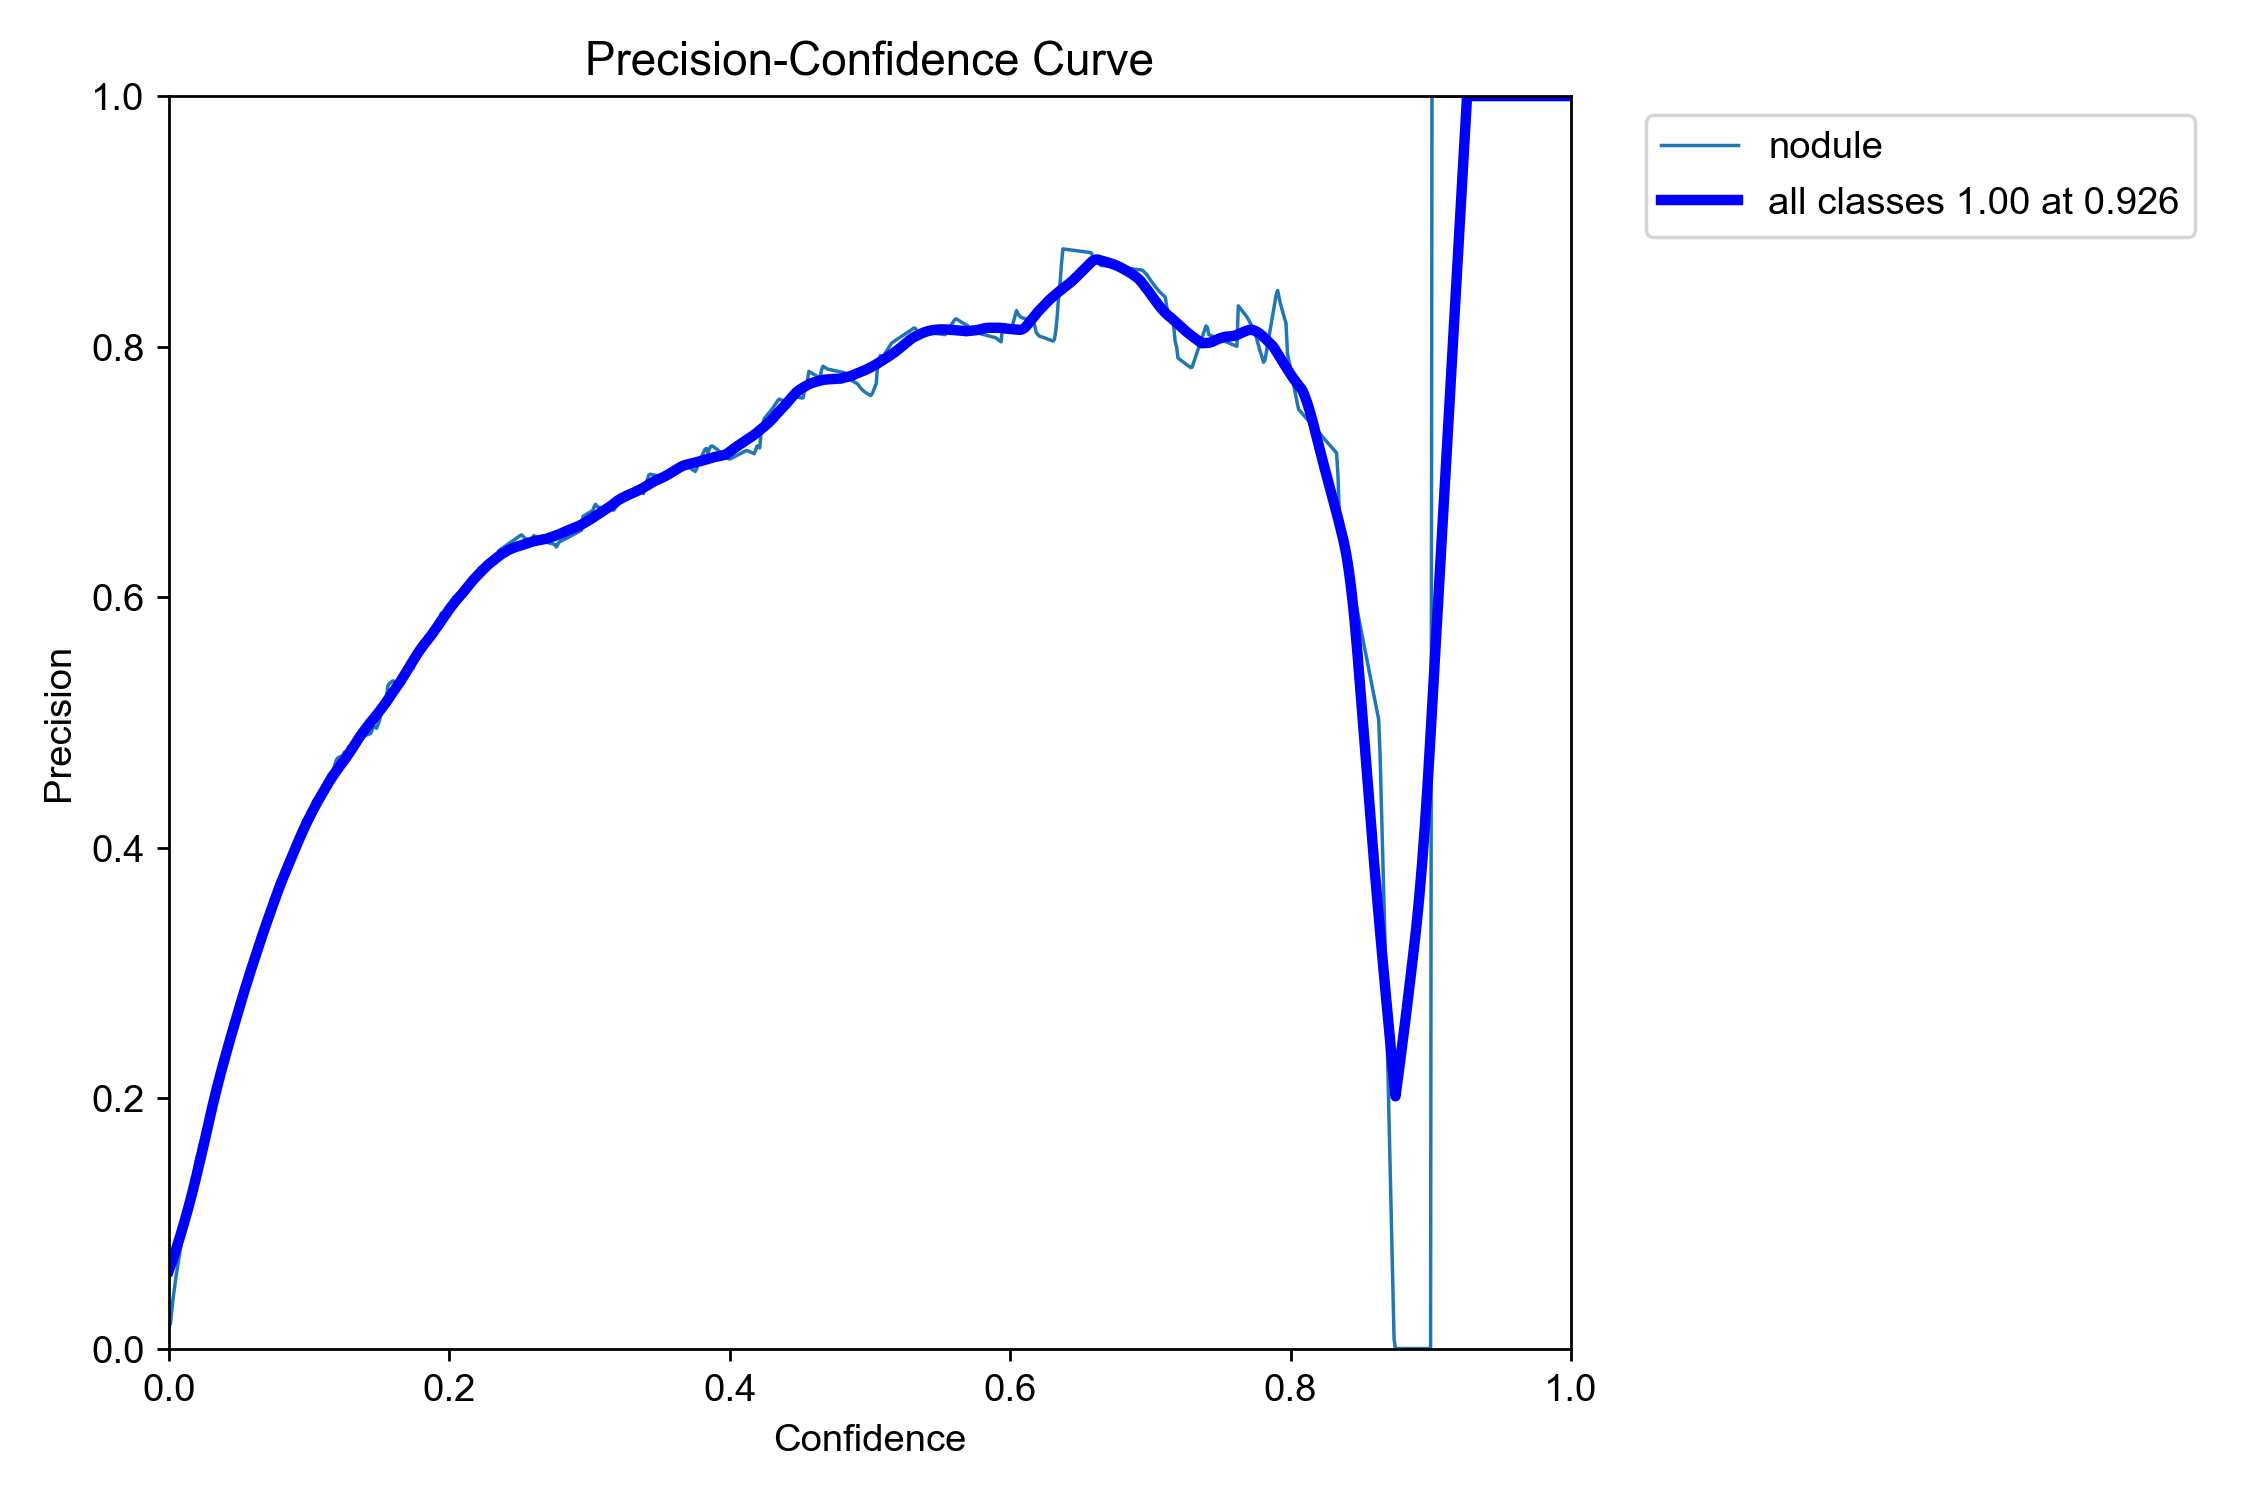 Precision-Confidence Curve
nodule
all classes 1.00 at 0.926
Precision
1.0
0.8
0.6
0.4
0.2
0.0
0.0 0.2 0.4 0.6 0.8 1.0
Confidence